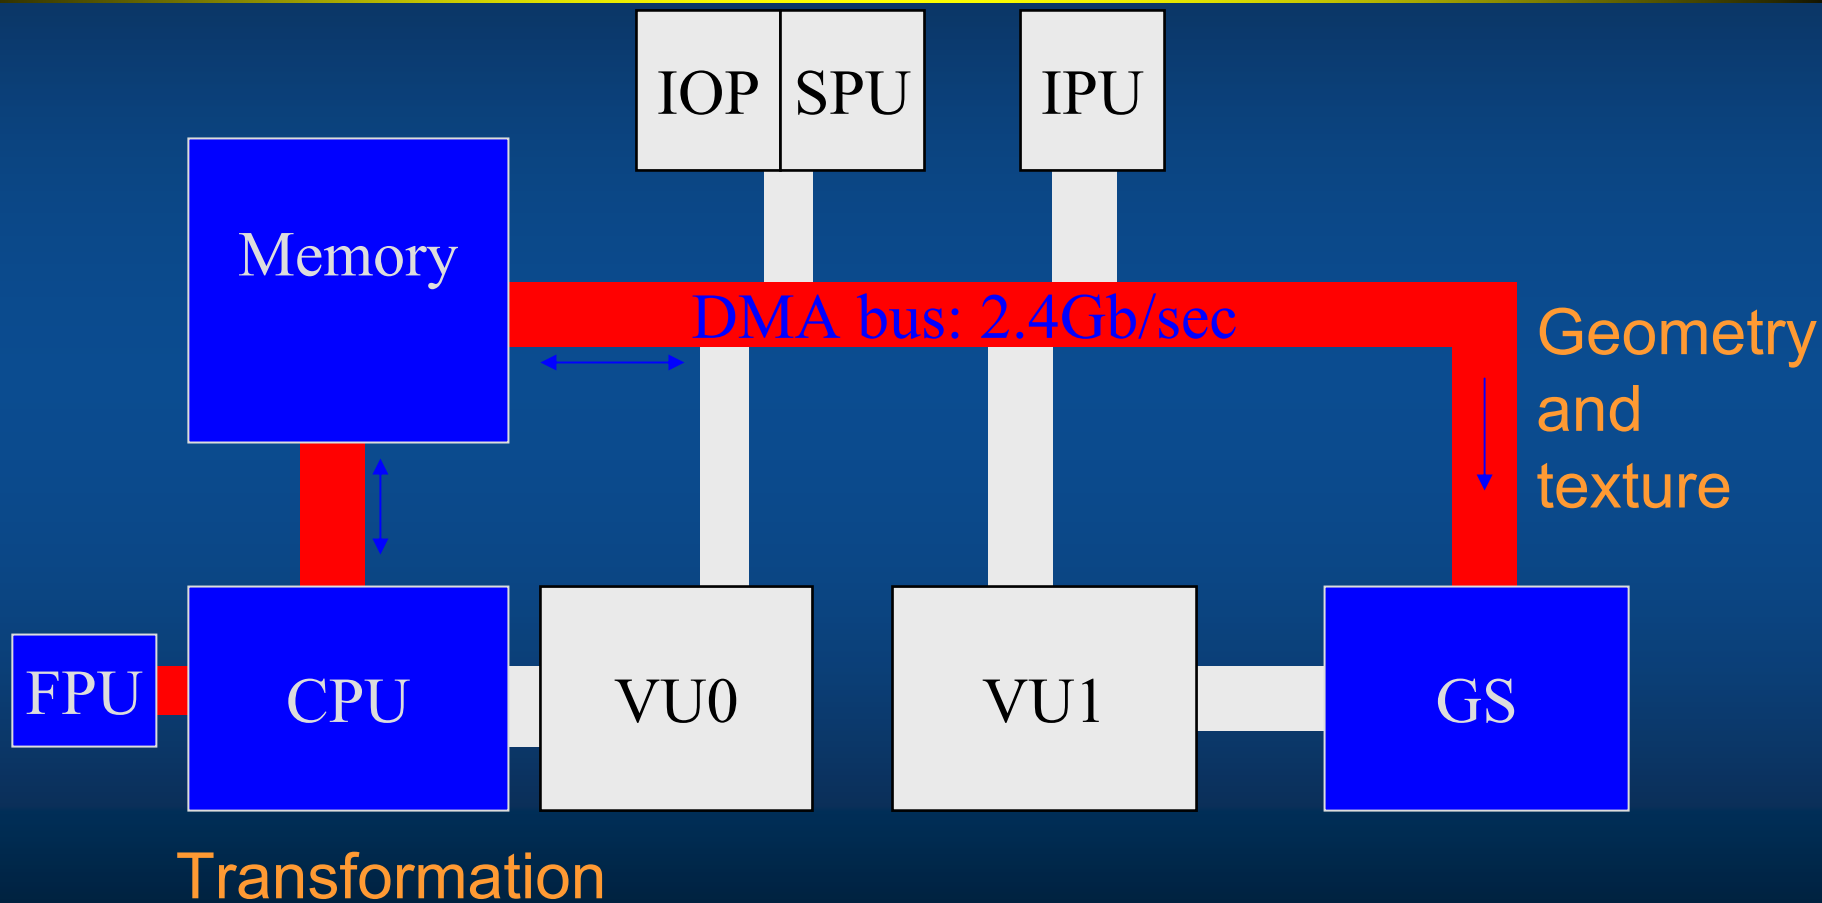 IOP SPU IPU
Memory
DMA bus: 2.4Gb/sec
Geometry
and
texture
FPU CPU VU0 VU1 GS
Transformation